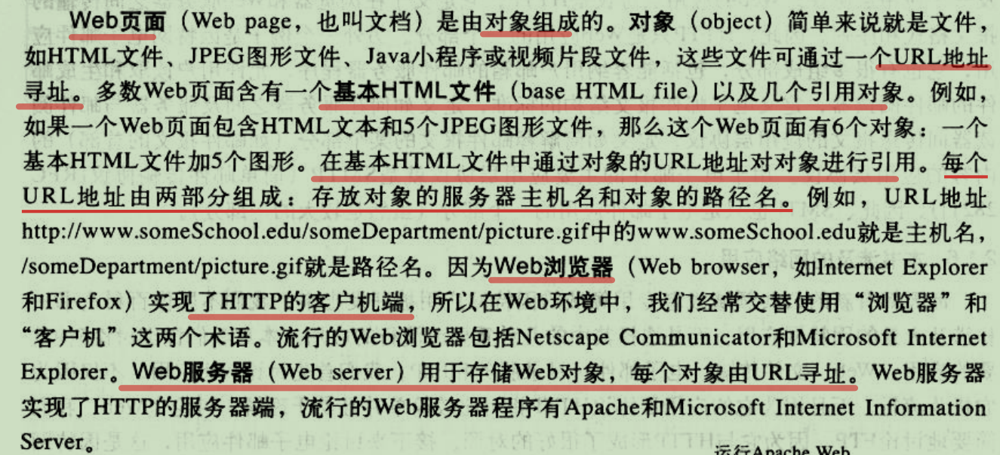 Web页面（Web page，也叫文档）是由对象组成的。对象（object）简单来说就是文件，
如HTML文件、JPEG图形文件、Java小程序或视频片段文件，这些文件可通过一个URL地址
寻址。多数Web页面含有一个基本HTML文件（base HTML file）以及几个引用对象。例如，
如果一个Web页面包含HTML文本和5个JPEG图形文件，那么这个Web页面有6个对象：一个
基本HTML文件加5个图形。在基本HTML文件中通过对象的URL地址对对象进行引用。每个
URL地址由两部分组成：存放对象的服务器主机名和对象的路径名。例如，URL地址
http://www.someSchool.edu/someDepartment/picture.gif中的www.someSchool.edu就是主机名，
/someDepartment/picture.gif就是路径名。因为Web浏览器（Web browser，如Internet Explorer
和Firefox）实现了HTTP的客户机端，所以在Web环境中，我们经常交替使用“浏览器”和
“客户机”这两个术语。流行的Web浏览器包括Netscape Communicator和Microsoft Internet
Explorer。Web服务器（Web server）用于存储Web对象，每个对象由URL寻址。Web服务器
实现了HTTP的服务器端，流行的Web服务器程序有Apache和Microsoft Internet Information
Server。
运行Apache Web